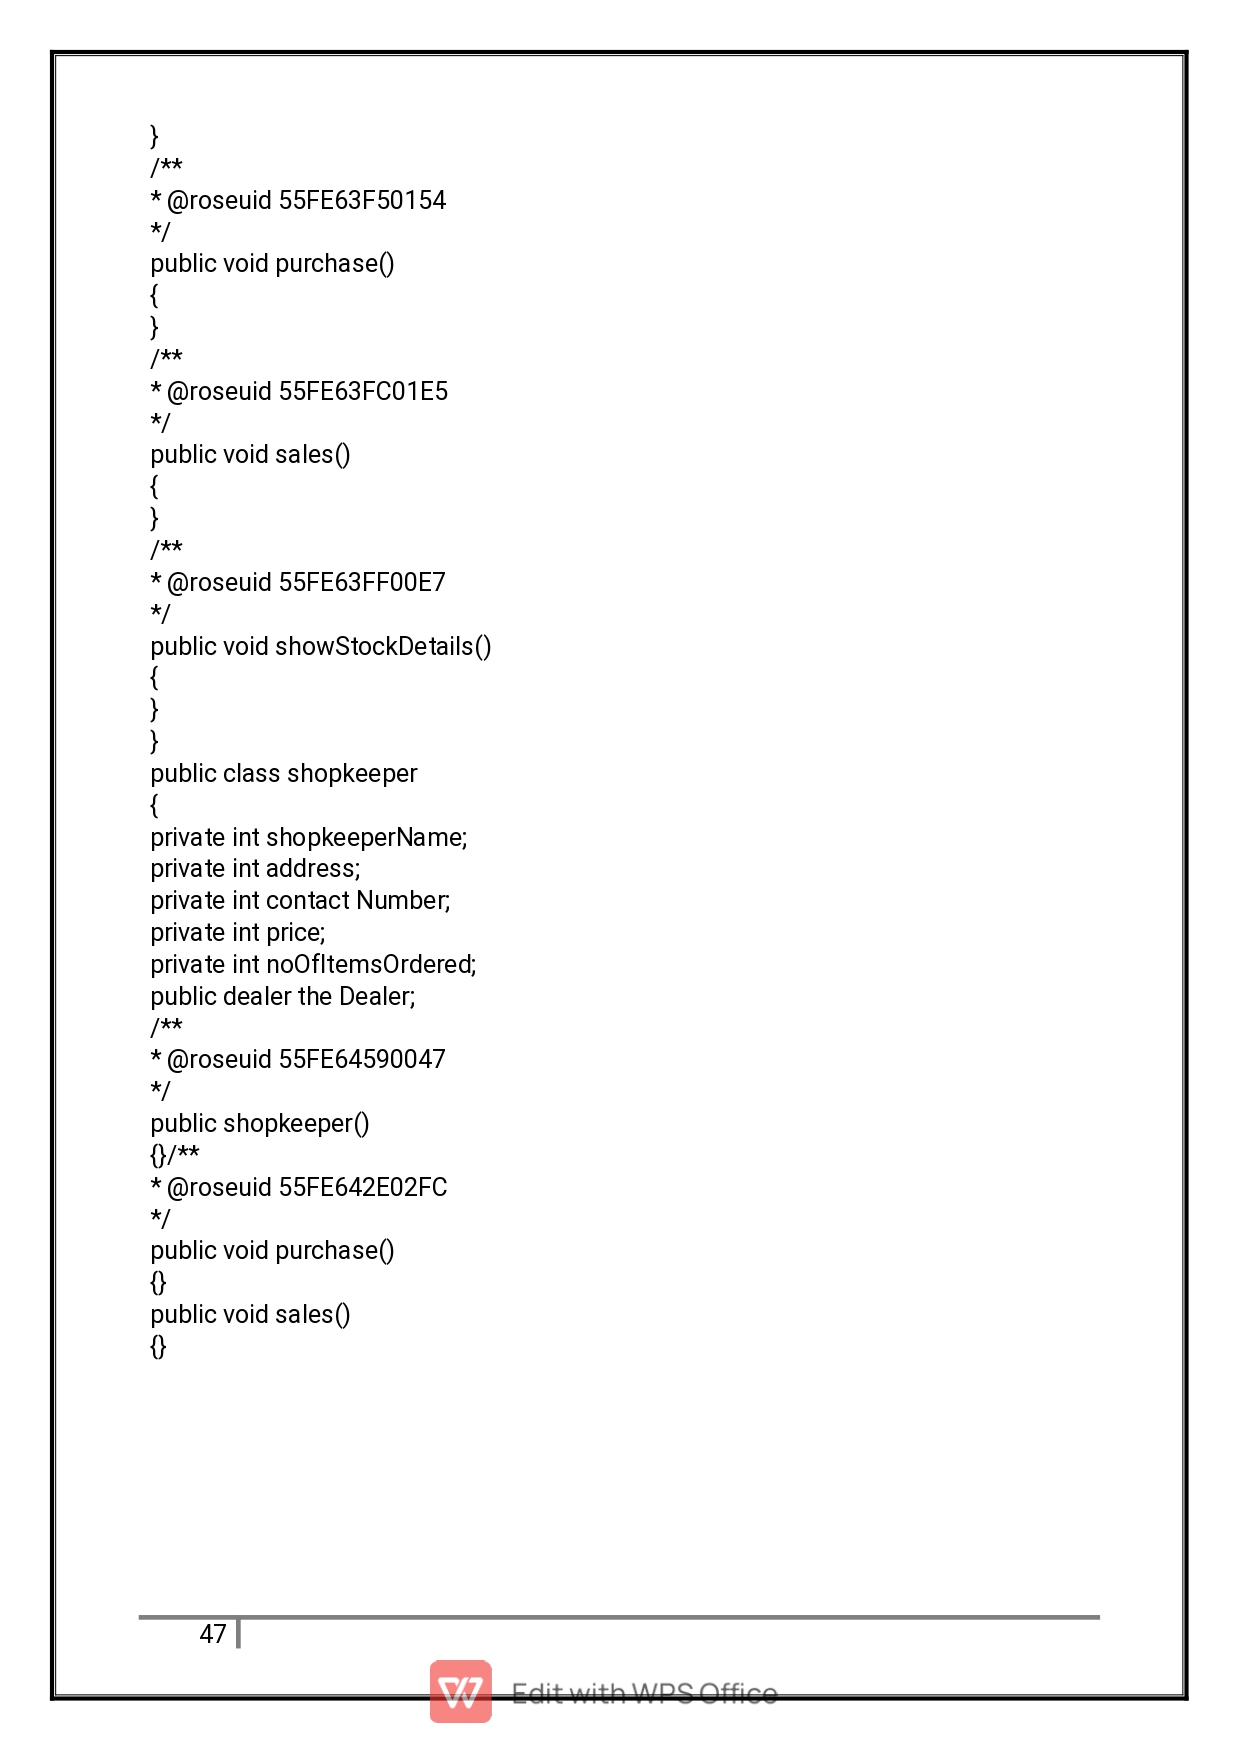 }
/**
* @roseuid 55FE63F50154
*/
public void purchase()
{
}
/**
* @roseuid 55FE63FC01E5
*/
public void sales()
{
}
/**
* @roseuid 55FE63FF00E7
*/
public void showStockDetails()
{
}
}
public class shopkeeper
{
private int shopkeeperName;
private int address;
private int contact Number;
private int price;
private int noOfItemsOrdered;
public dealer the Dealer;
/**
* @roseuid 55FE64590047
*/
public shopkeeper()
{}/**
* @roseuid 55FE642E02FC
*/
public void purchase()
{}
public void sales()
{}
47
Edit with WPS Office